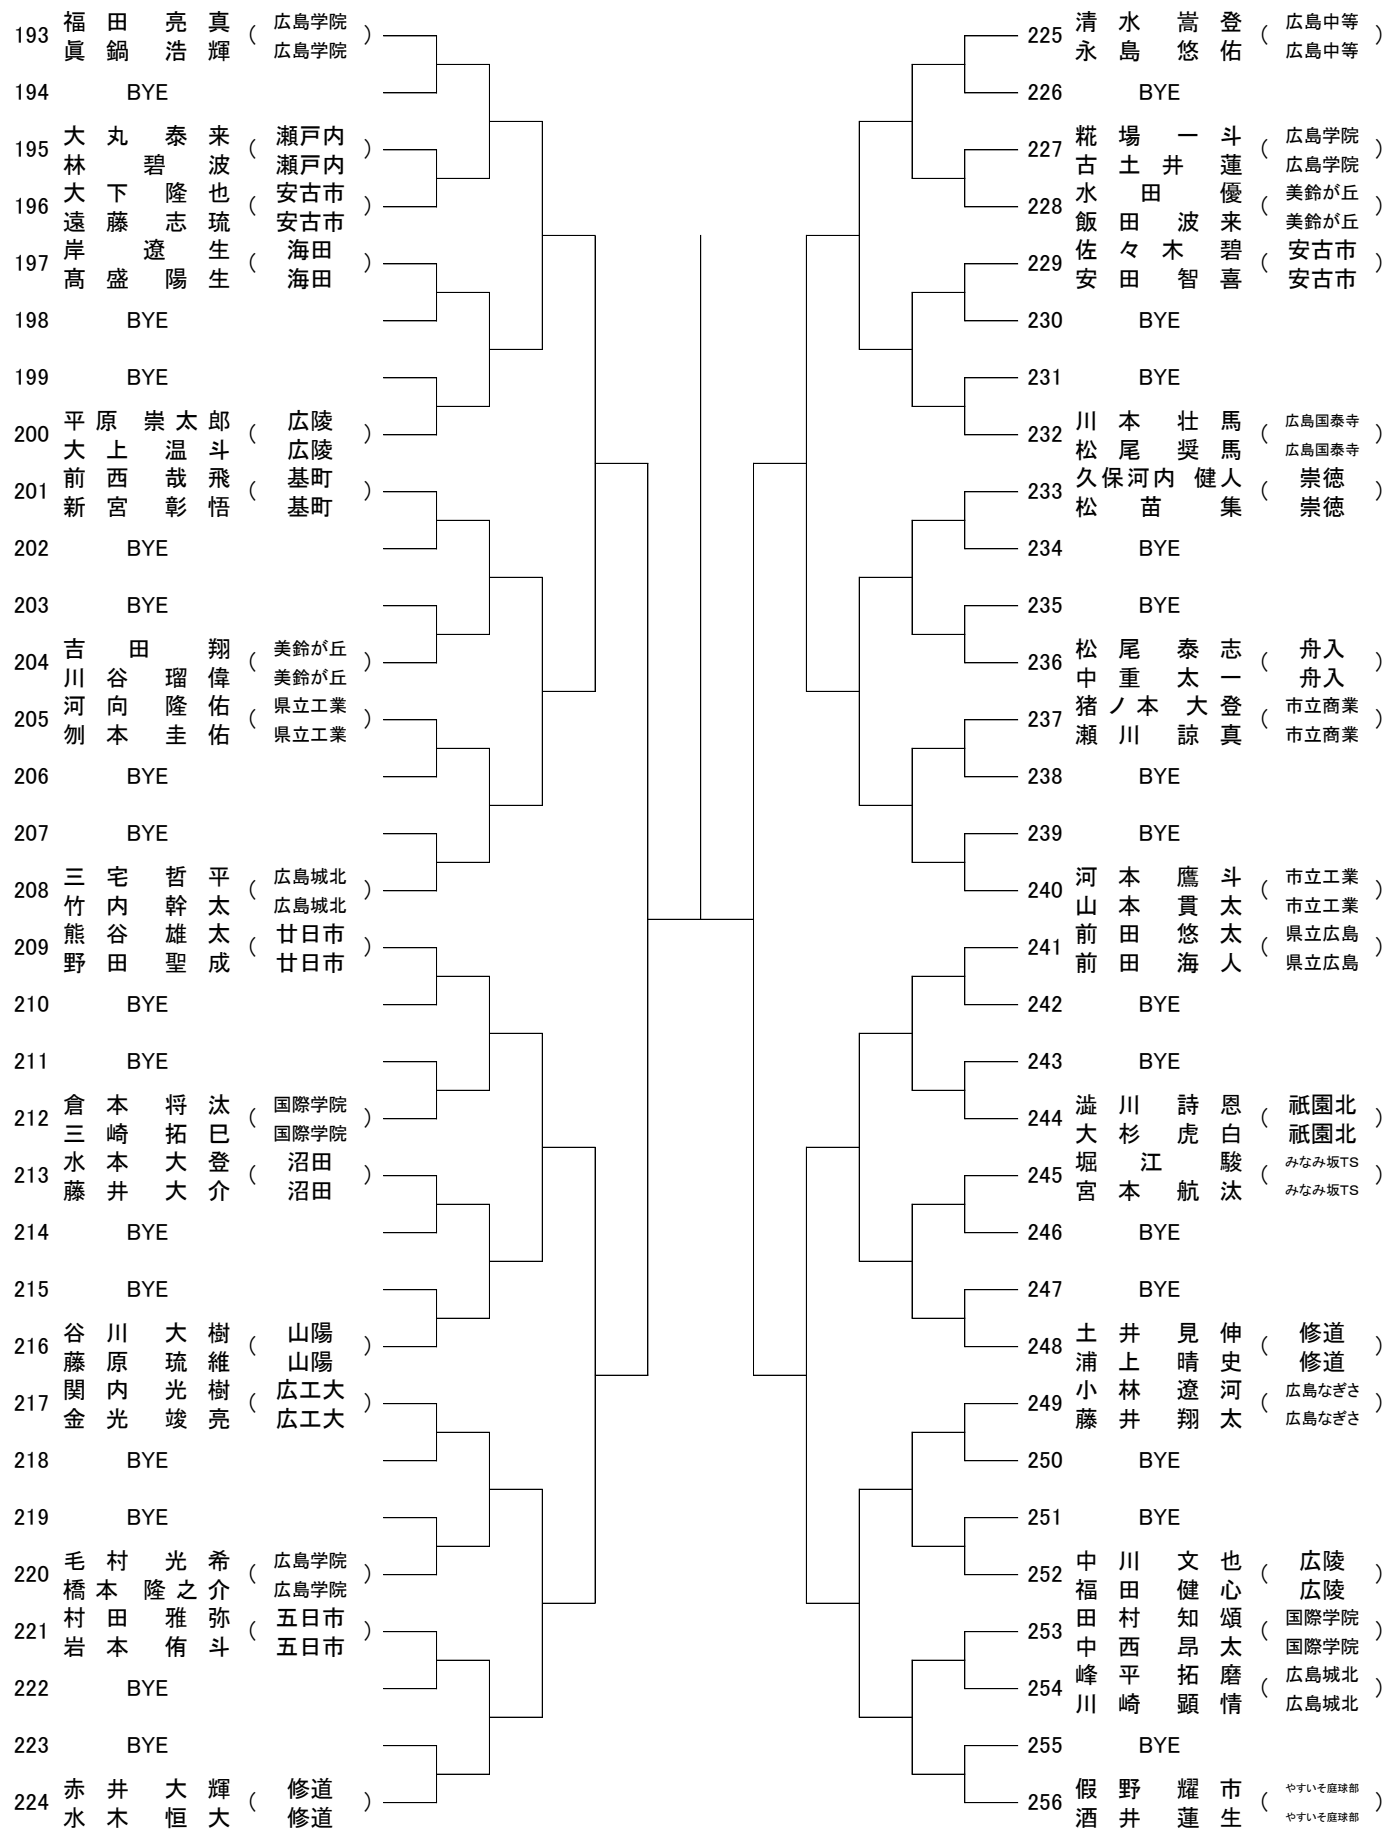 193 福田 亮真 ( 広島学院 )
眞鍋 浩輝 広島学院
194 BYE
195 大丸 泰来 ( 瀬戸内 )
林 碧波 瀬戸内
196 大下 隆也 ( 安古市 )
遠藤 志琉 安古市
197 岸 遼生 ( 海田 )
髙盛 陽生 海田
198 BYE
199 BYE
200 平原 崇太郎 ( 広陵 )
大上 温斗 広陵
201 前西 哉飛 ( 基町 )
新宮 彰悟 基町
202 BYE
203 BYE
204 吉田 翔 ( 美鈴が丘 )
川谷 瑠偉 美鈴が丘
205 河向 隆佑 ( 県立工業 )
刎本 圭佑 県立工業
206 BYE
207 BYE
208 三宅 哲平 ( 広島城北 )
竹内 幹太 広島城北
209 熊谷 雄太 ( 廿日市 )
野田 聖成 廿日市
210 BYE
211 BYE
212 倉本 将汰 ( 国際学院 )
三崎 拓巳 国際学院
213 水本 大登 ( 沼田 )
藤井 大介 沼田
214 BYE
215 BYE
216 谷川 大樹 ( 山陽 )
藤原 琉維 山陽
217 関内 光樹 ( 広工大 )
金光 竣亮 広工大
218 BYE
219 BYE
220 毛村 光希 ( 広島学院 )
橋本 隆之介 広島学院
221 村田 雅弥 ( 五日市 )
岩本 侑斗 五日市
222 BYE
223 BYE
224 赤井 大輝 ( 修道 )
水木 恒大 修道
225 清水 嵩登 ( 広島中等 )
永島 悠佑 広島中等
226 BYE
227 糀場 一斗 ( 広島学院 )
古土井 蓮 広島学院
228 水田 優 ( 美鈴が丘 )
飯田 波来 美鈴が丘
229 佐々木 碧 ( 安古市 )
安田 智喜 安古市
230 BYE
231 BYE
232 川本 壮馬 ( 広島国泰寺 )
松尾 奨馬 広島国泰寺
233 久保河内 健人 ( 崇徳 )
松苗 集 崇徳
234 BYE
235 BYE
236 松尾 泰志 ( 舟入 )
中重 太一 舟入
237 猪ノ本 大登 ( 市立商業 )
瀬川 諒真 市立商業
238 BYE
239 BYE
240 河本 鷹斗 ( 市立工業 )
山本 貫太 市立工業
241 前田 悠太 ( 県立広島 )
前田 海人 県立広島
242 BYE
243 BYE
244 澁川 詩恩 ( 祇園北 )
大杉 虎白 祇園北
245 堀江 駿 ( みなみ坂TS )
宮本 航汰 みなみ坂TS
246 BYE
247 BYE
248 土井 見伸 ( 修道 )
浦上 晴史 修道
249 小林 遼河 ( 広島なぎさ )
藤井 翔太 広島なぎさ
250 BYE
251 BYE
252 中川 文也 ( 広陵 )
福田 健心 広陵
253 田村 知頌 ( 国際学院 )
中西 昂太 国際学院
254 峰平 拓磨 ( 広島城北 )
川崎 顕情 広島城北
255 BYE
256 假野 耀市 ( やすいそ庭球部 )
酒井 蓮生 やすいそ庭球部